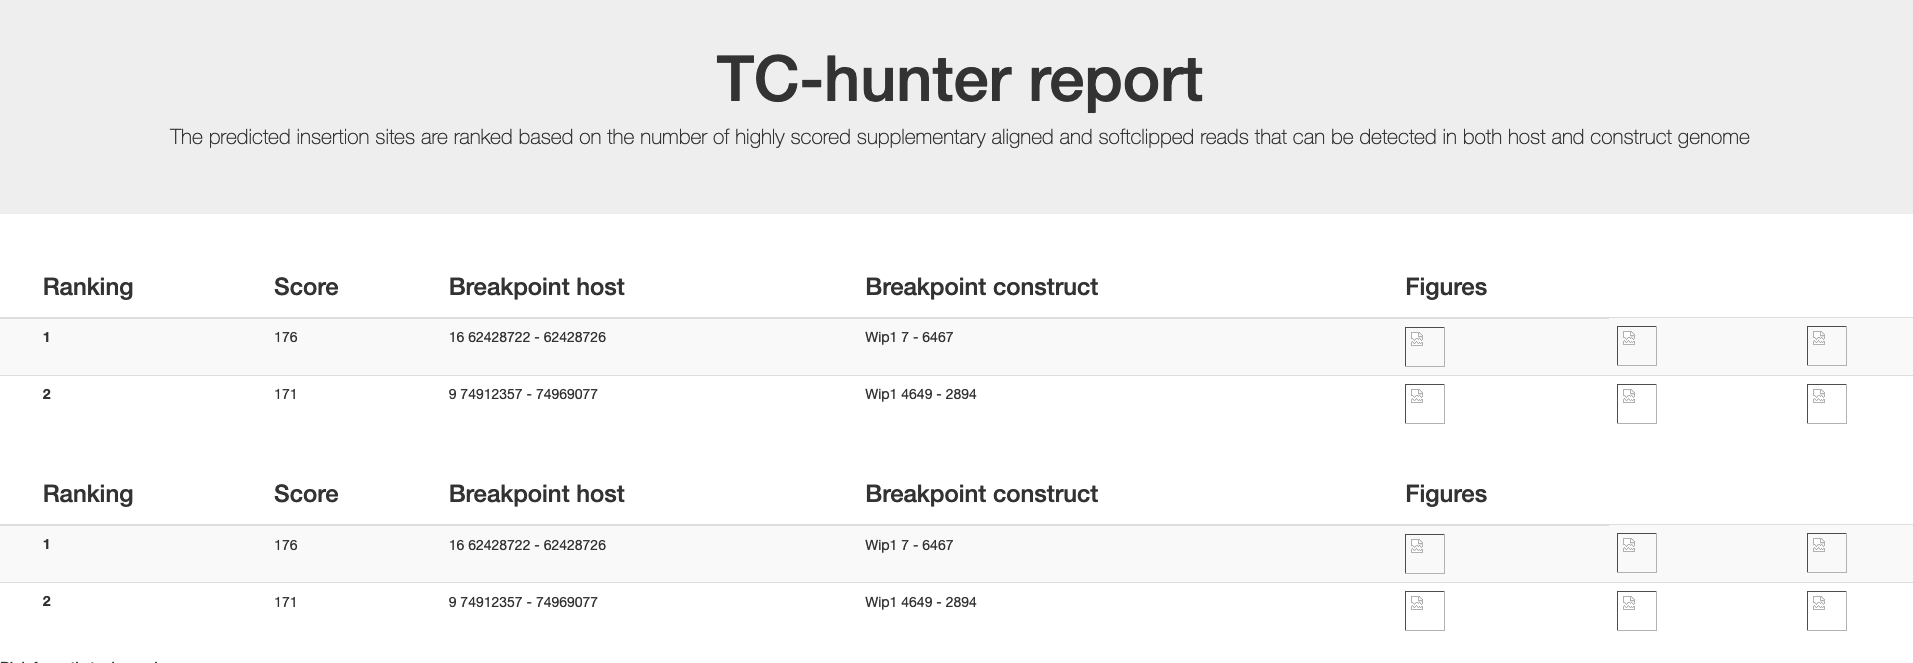 TC-hunter report
The predicted insertion sites are ranked based on the number of highly scored supplementary aligned and softclipped reads that can be detected in both host and construct genome
Ranking Score Breakpoint host Breakpoint construct Figures
1 176 16 62428722 - 62428726 Wip1 7 - 6467
2 171 9 74912357 - 74969077 Wip1 4649 - 2894
Ranking Score Breakpoint host Breakpoint construct Figures
1 176 16 62428722 - 62428726 Wip1 7 - 6467
2 171 9 74912357 - 74969077 Wip1 4649 - 2894